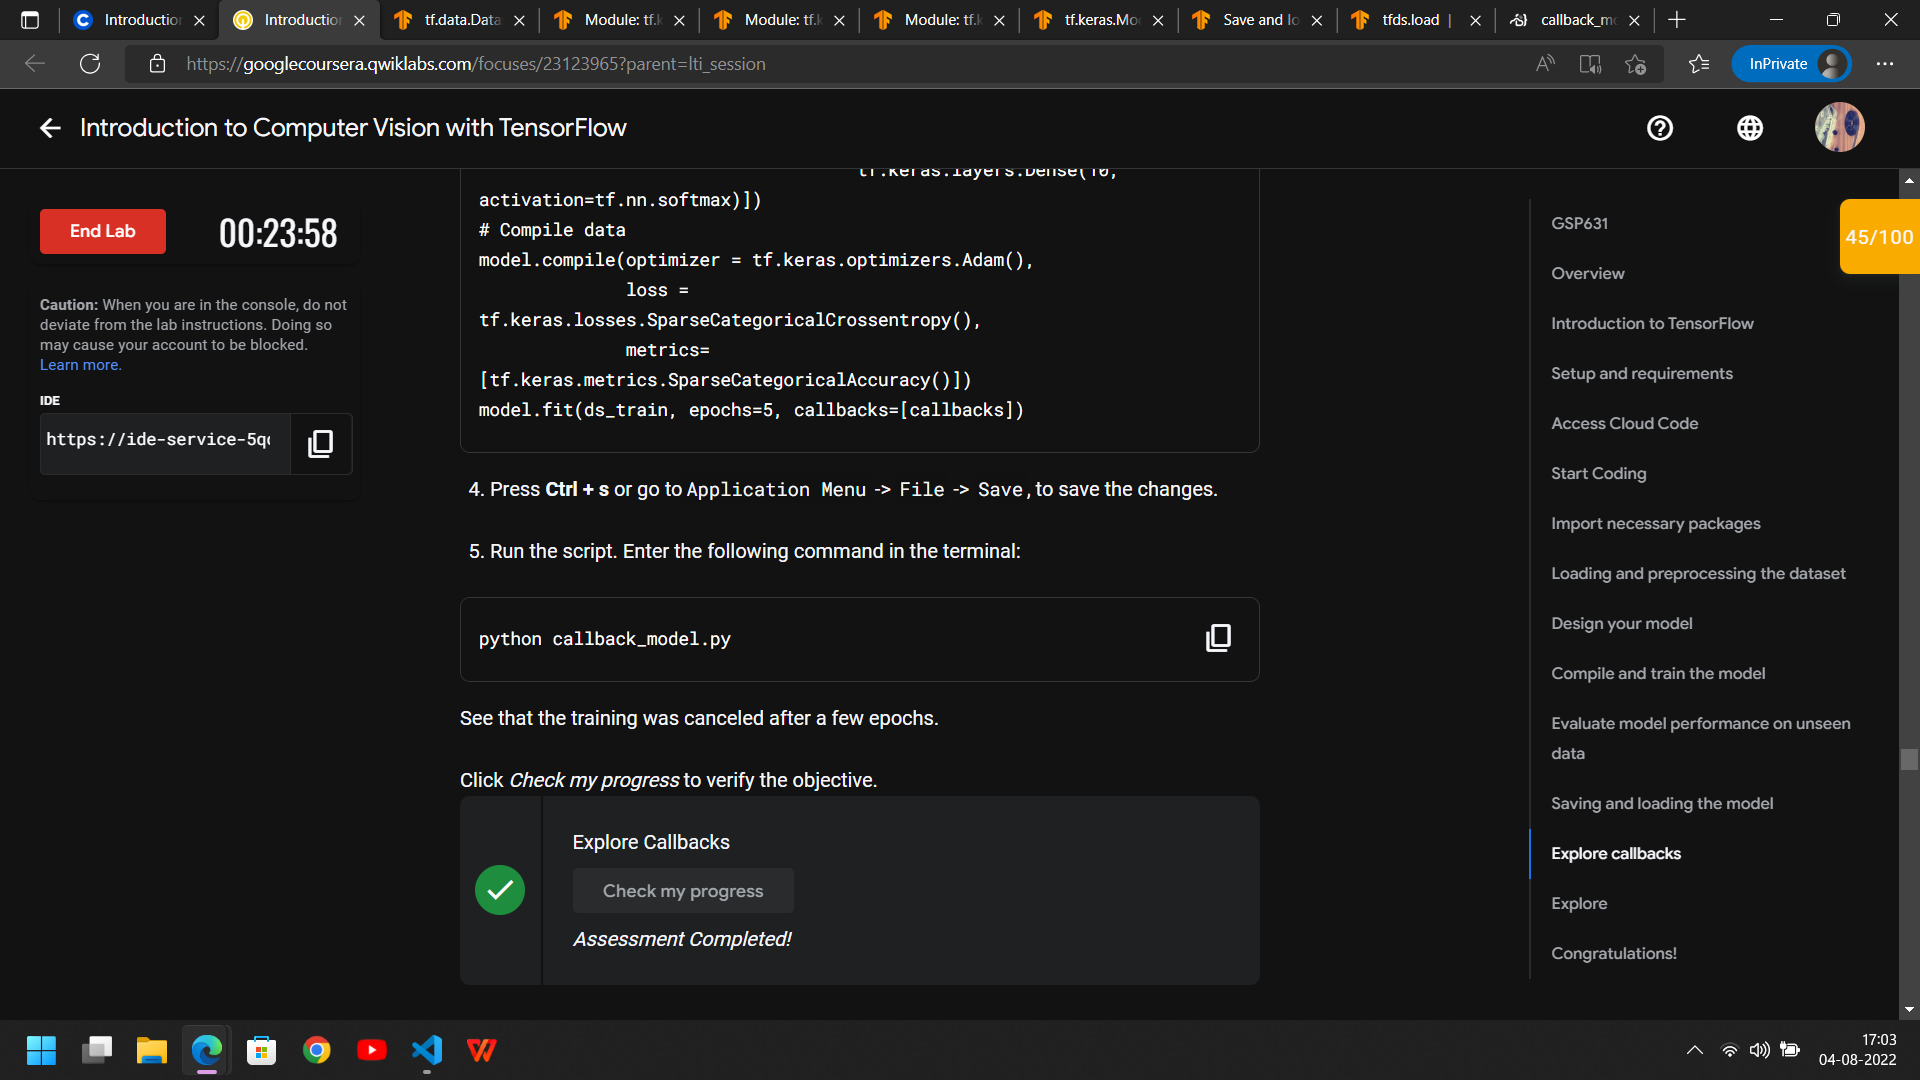 Introduction
Introduction
tf.data.Data
Module: tf.k
Module: tf.k
Module: tf.k
tf.keras.Mo
Save and lo
tfds.load |
callback_m
https://googlecoursera.qwiklabs.com/focuses/23123965?parent=lti_session
InPrivate
Introduction to Computer Vision with TensorFlow
End Lab
00:23:58
Caution: When you are in the console, do not
deviate from the lab instructions. Doing so
may cause your account to be blocked.
Learn more.
IDE
https://ide-service-5q
tf.keras.layers.Dense(10,
activation=tf.nn.softmax)])
# Compile data
model.compile(optimizer = tf.keras.optimizers.Adam(),
loss =
tf.keras.losses.SparseCategoricalCrossentropy(),
metrics=
[tf.keras.metrics.SparseCategoricalAccuracy()])
model.fit(ds_train, epochs=5, callbacks=[callbacks])
4. Press Ctrl + s or go to Application Menu -> File -> Save, to save the changes.
5. Run the script. Enter the following command in the terminal:
python callback_model.py
See that the training was canceled after a few epochs.
Click Check my progress to verify the objective.
Explore Callbacks
Check my progress
Assessment Completed!
GSP631
Overview
Introduction to TensorFlow
Setup and requirements
Access Cloud Code
Start Coding
Import necessary packages
Loading and preprocessing the dataset
Design your model
Compile and train the model
Evaluate model performance on unseen
data
Saving and loading the model
Explore callbacks
Explore
Congratulations!
45/100
17:03
04-08-2022